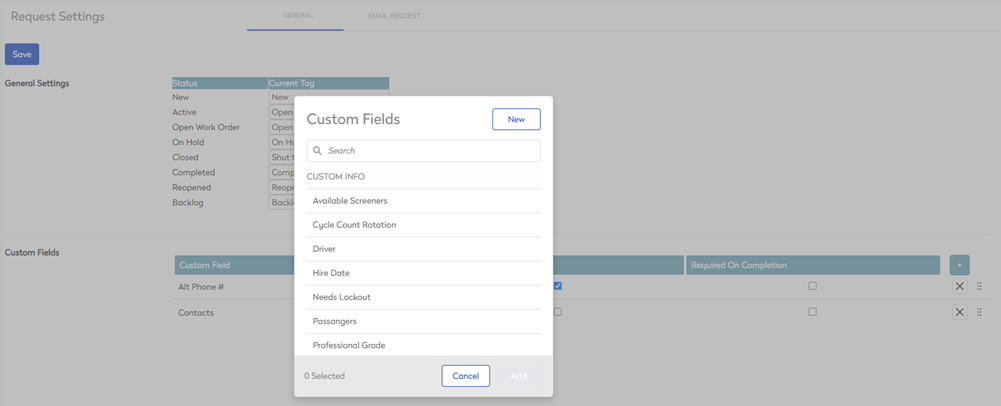 Request Settings
GENERAL
EMAIL REQUEST
Save
General Settings
Status
Current Tag
New
New
Active
Open
Open Work Order
Open
On Hold
On Ho
Closed
Shut t
Completed
Comp
Reopened
Reope
Backlog
Backl
Custom Fields
New
Search
CUSTOM INFO
Available Screeners
Cycle Count Rotation
Driver
Hire Date
Needs Lockout
Passangers
Professional Grade
0 Selected
Cancel
Add
Custom Fields
Custom Field
Required On Completion
+
Alt Phone #
Contacts